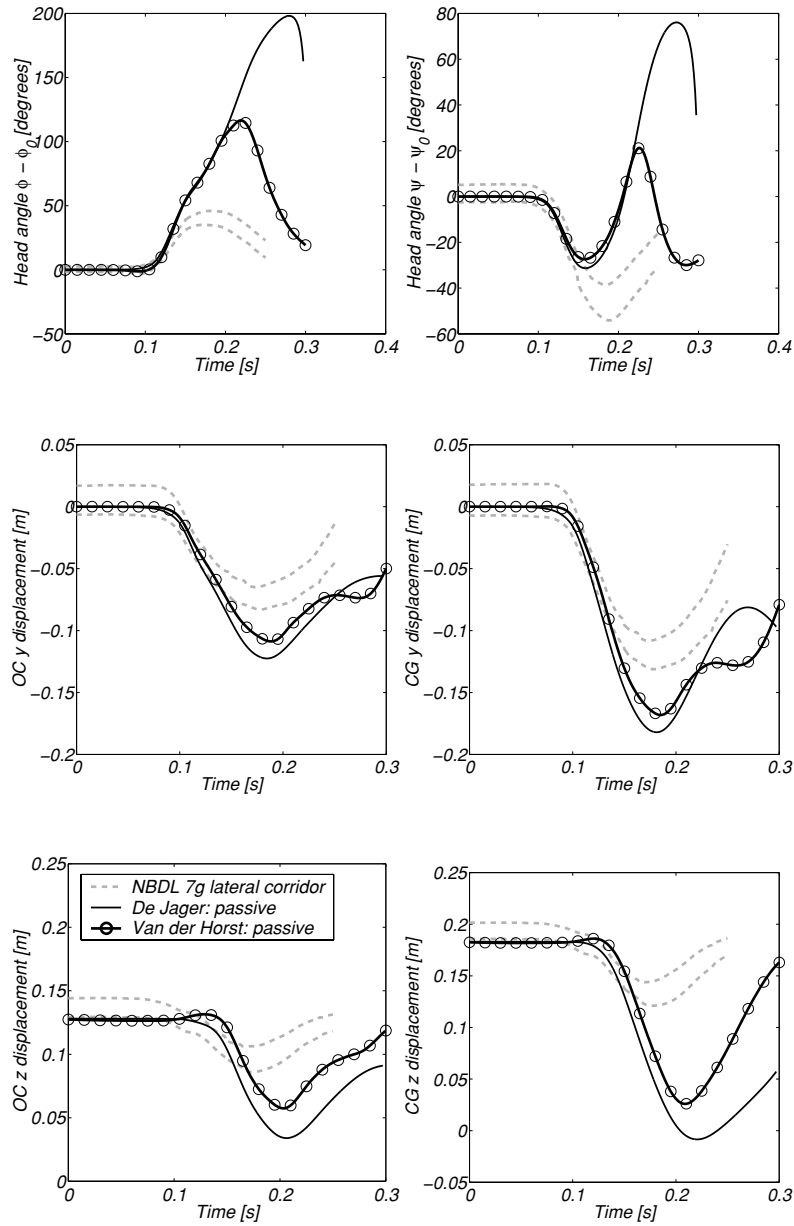 Head angle ϕ − ϕ0 [degrees]
200
150
100
50
0
−50
0 0.1 0.2 0.3 0.4
Time [s]
Head angle ψ − ψ0 [degrees]
80
60
40
20
0
−20
−40
−60
0 0.1 0.2 0.3 0.4
Time [s]
OC y displacement [m]
0.05
0
−0.05
−0.1
−0.15
−0.2
0 0.1 0.2 0.3
Time [s]
CG y displacement [m]
0.05
0
−0.05
−0.1
−0.15
−0.2
0 0.1 0.2 0.3
Time [s]
OC z displacement [m]
0.25
0.2
0.15
0.1
0.05
0
NBDL 7g lateral corridor
De Jager: passive
Van der Horst: passive
0 0.1 0.2 0.3
Time [s]
CG z displacement [m]
0.25
0.2
0.15
0.1
0.05
0
−0.05
0 0.1 0.2 0.3
Time [s]